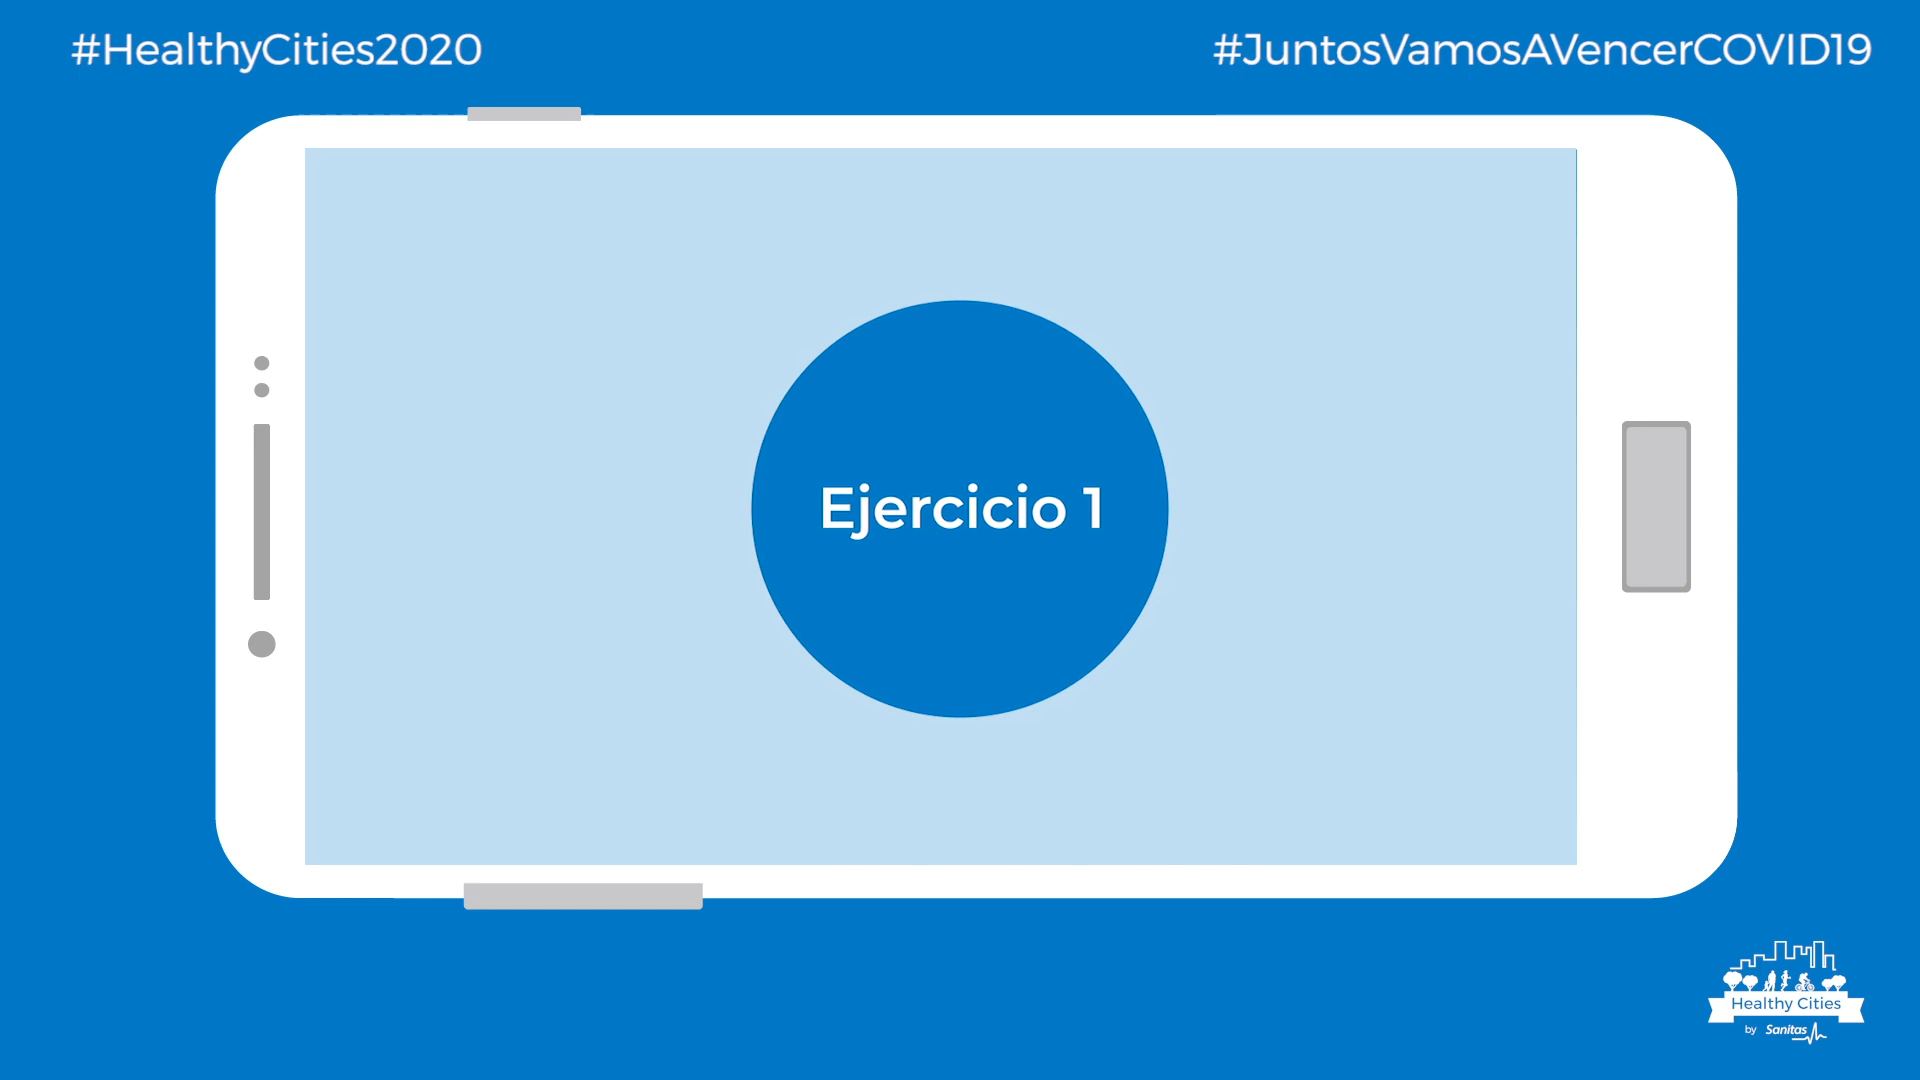 #HealthyCities2020
#JuntosVamosAVencerCOVID19
Ejercicio 1
Healthy Cities
by Sanitas